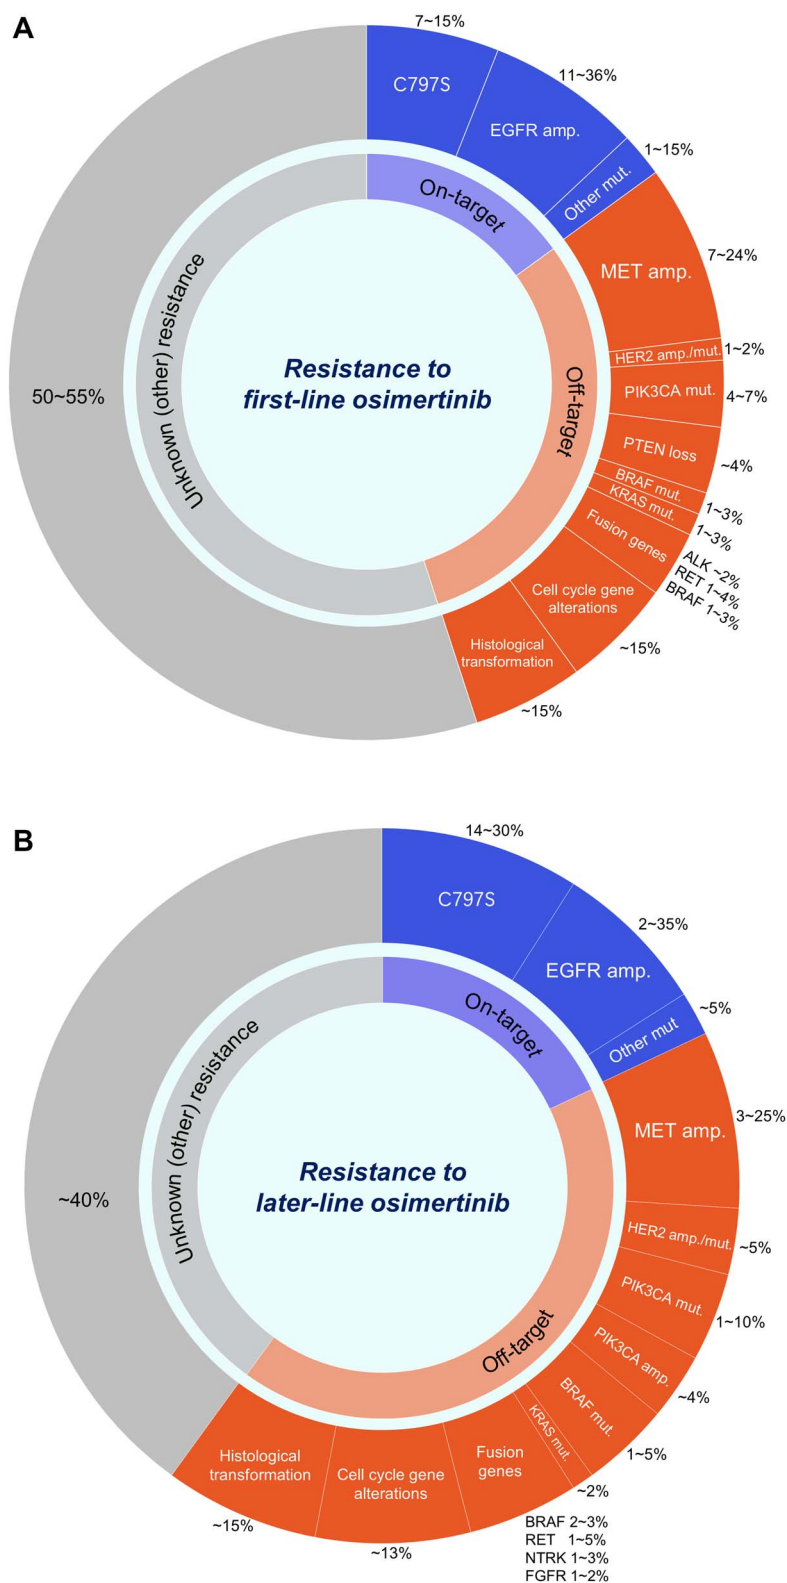 A
7~15%
C797S
11~36%
EGFR amp.
1~15%
Other mut.
On-target
7~24%
MET amp.
1~2%
HER2 amp./mut.
4~7%
PIK3CA mut.
~4%
PTEN loss
1~3%
BRAF mut.
1~3%
KRAS mut.
Fusion genes
ALK ~2%
RET 1~4%
BRAF 1~3%
Cell cycle gene
alterations
~15%
Histological
transformation
~15%
Off-target
Unknown (other) resistance
50~55%
Resistance to
first-line osimertinib
B
14~30%
C797S
2~35%
EGFR amp.
~5%
Other mut
On-target
3~25%
MET amp.
HER2 amp./mut.
~5%
PIK3CA mut.
1~10%
PIK3CA amp.
~4%
BRAF mut.
1~5%
KRAS mut.
~2%
Fusion
genes
BRAF 2~3%
RET 1~5%
NTRK 1~3%
FGFR 1~2%
Cell cycle gene
alterations
~13%
Histological
transformation
~15%
Off-target
Unknown (other) resistance
~40%
Resistance to
later-line osimertinib